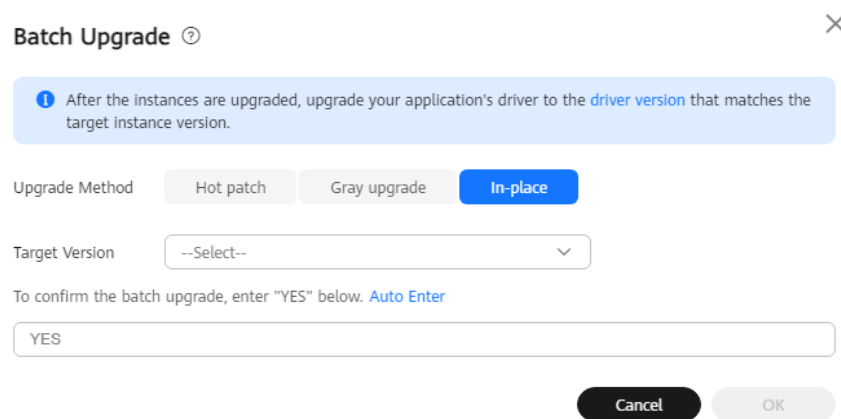 Batch Upgrade ?
After the instances are upgraded, upgrade your application's driver to the driver version that matches the
target instance version.
Upgrade Method Hot patch Gray upgrade In-place
Target Version --Select--
To confirm the batch upgrade, enter "YES" below. Auto Enter
YES
Cancel OK